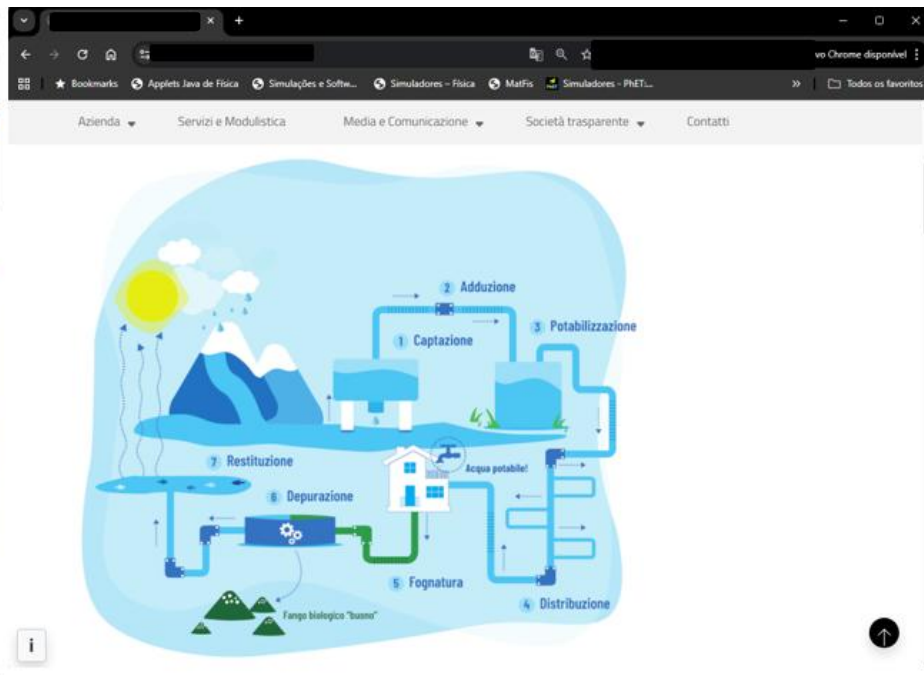 vo Chrome disponível
Bookmarks Applets Java de Física Simulações e Softw... Simuladores – Física MatFis Simuladores - PhET:... » Todos os favoritos
Azienda Servizi e Modulistica Media e Comunicazione Società trasparente Contatti
2 Adduzione
3 Potabilizzazione
1 Captazione
7 Restituzione
Acqua potabile!
6 Depurazione
5 Fognatura
4 Distribuzione
Fango biologico "buono"
i